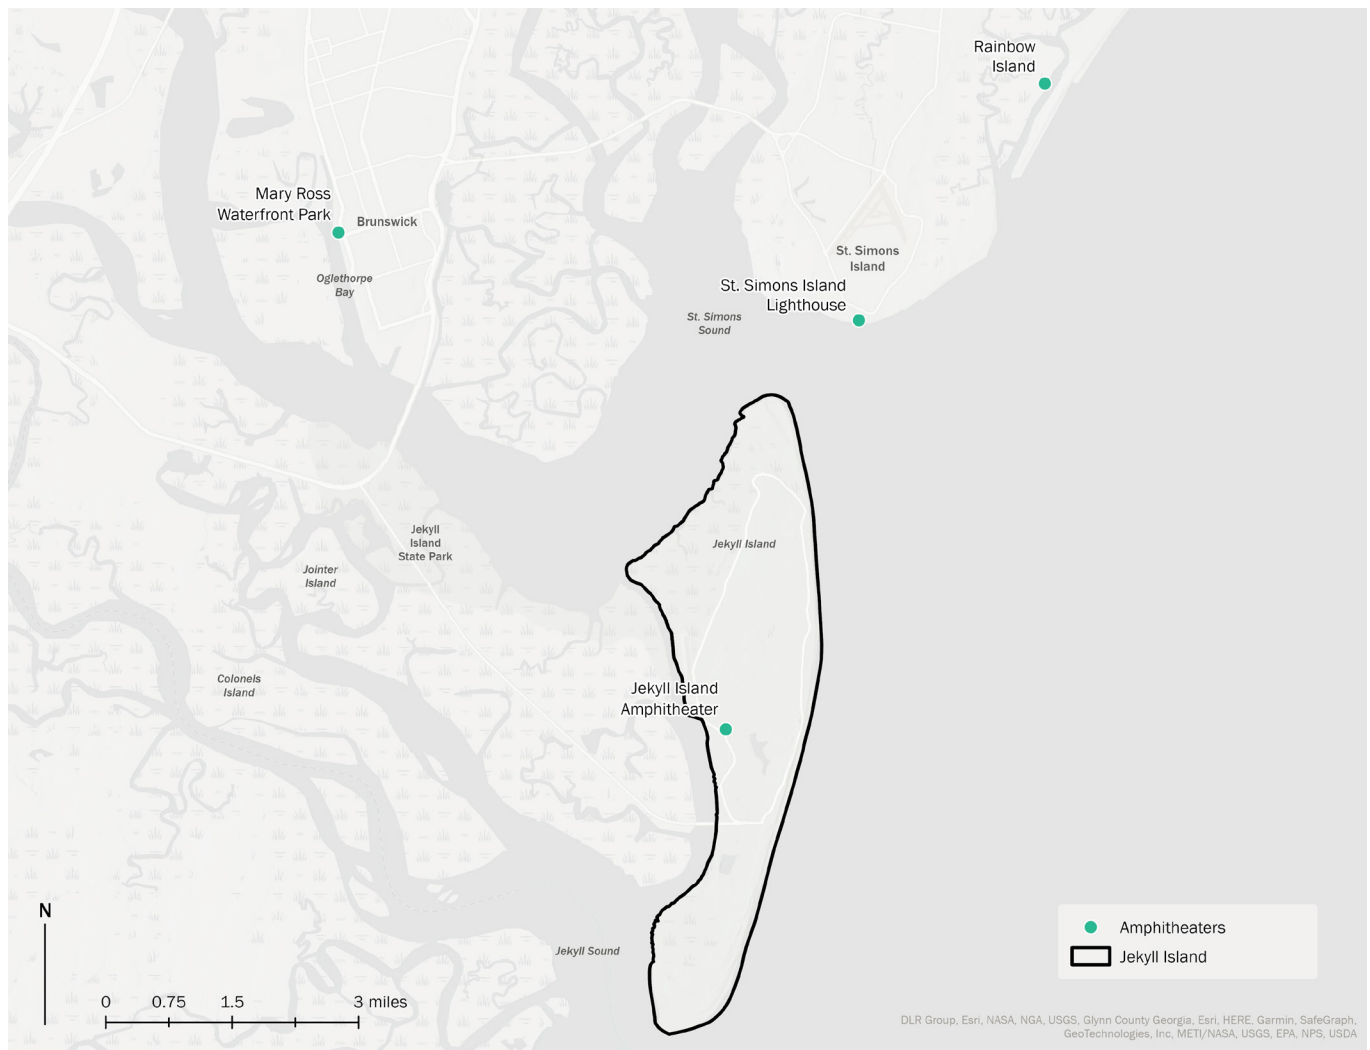 Rainbow
Island
Mary Ross
Waterfront Park
Brunswick
Oglethorpe
Bay
St. Simons
Island
St. Simons Island
Lighthouse
St. Simons
Sound
Jekyll
Island
State Park
Jekyll Island
Jointer
Island
Colonels
Island
Jekyll Island
Amphitheater
Jekyll Sound
N
0 0.75 1.5 3 miles
Amphitheaters
Jekyll Island
DLR Group, Esri, NASA, NGA, USGS, Glynn County Georgia, Esri, HERE, Garmin, SafeGraph,
GeoTechnologies, Inc, METI/NASA, USGS, EPA, NPS, USDA